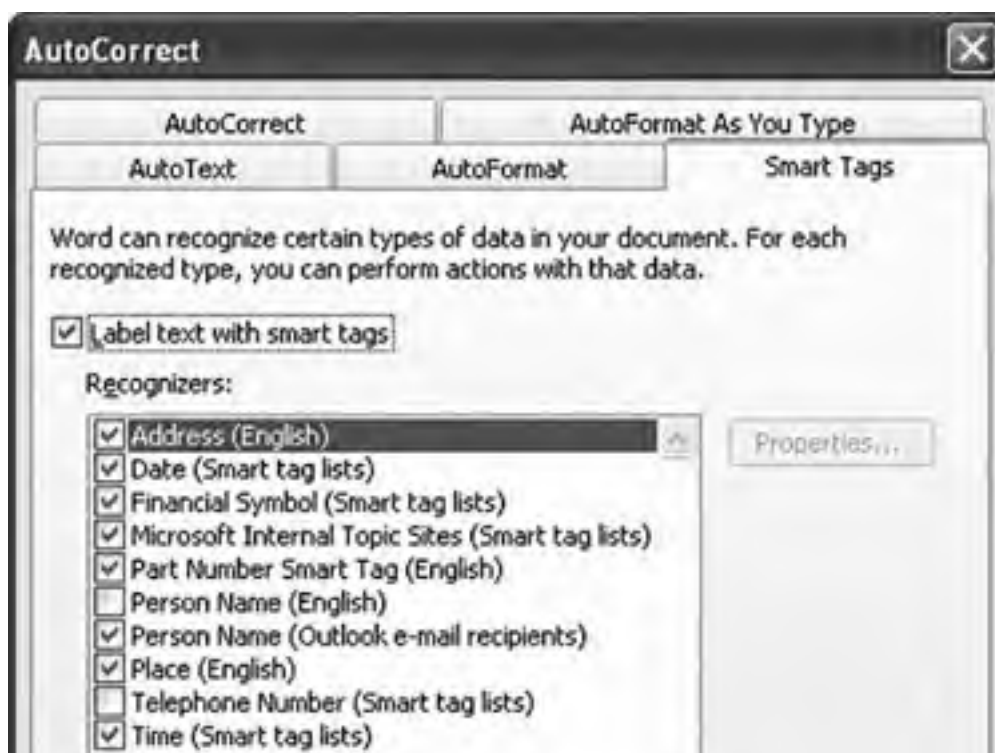 AutoCorrect
AutoCorrect
AutoFormat As You Type
AutoText
AutoFormat
Smart Tags
Word can recognize certain types of data in your document. For each
recognized type, you can perform actions with that data.
Label text with smart tags
Recognizers:
Address (English)
Date (Smart tag lists)
Financial Symbol (Smart tag lists)
Microsoft Internal Topic Sites (Smart tag lists)
Part Number Smart Tag (English)
Person Name (English)
Person Name (Outlook e-mail recipients)
Place (English)
Telephone Number (Smart tag lists)
Time (Smart tag lists)
Properties...